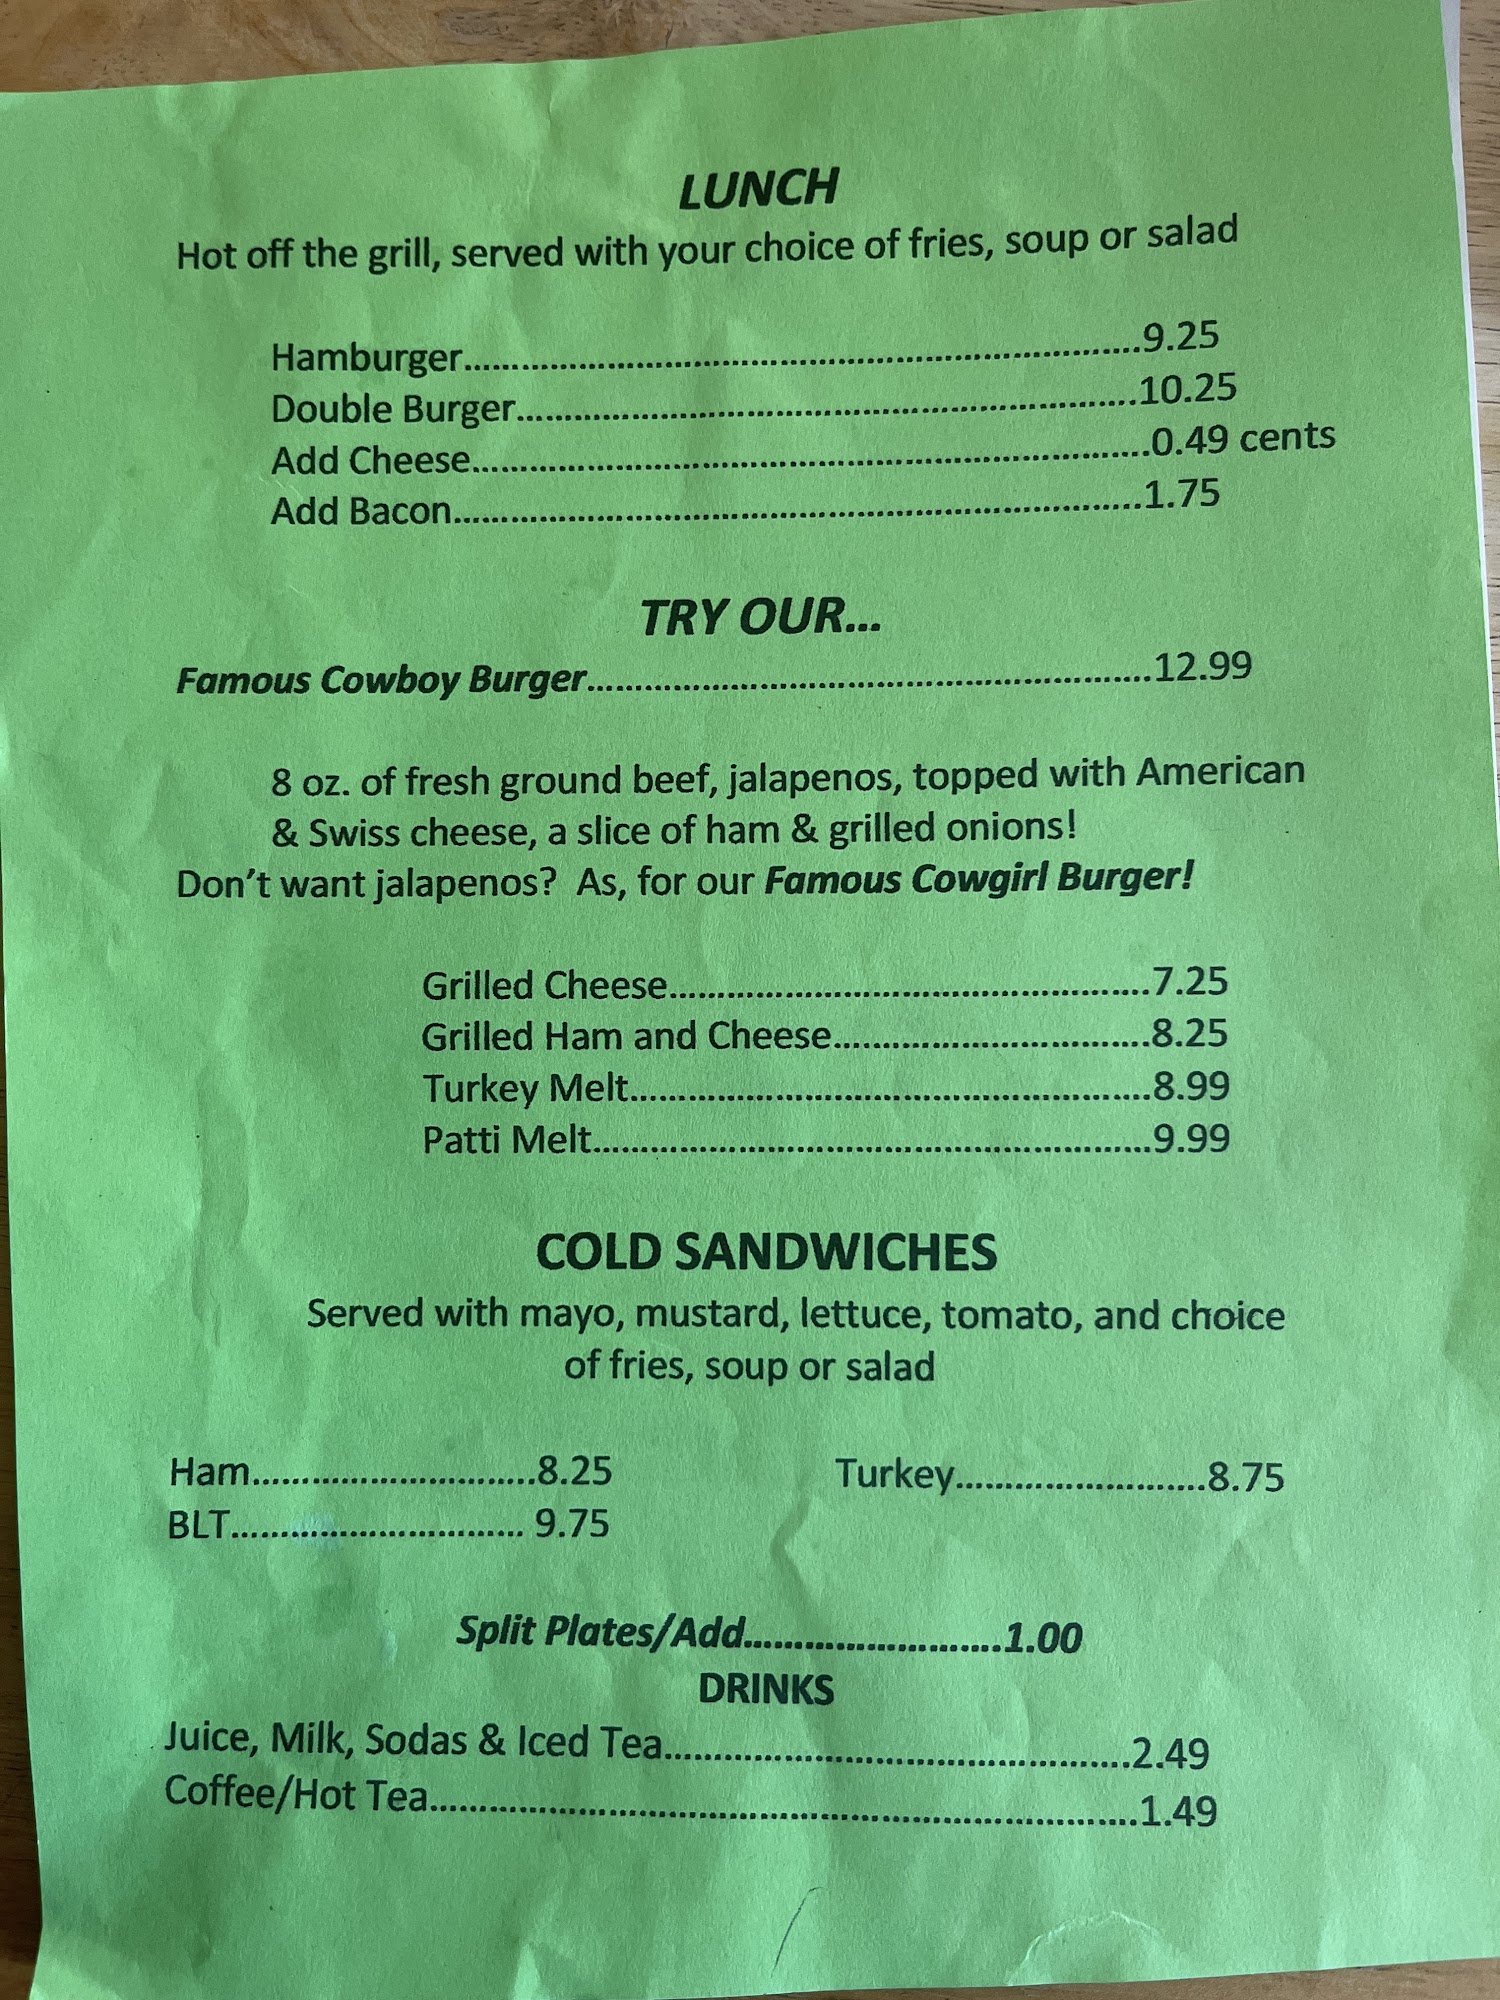 LUNCH
Hot off the grill, served with your choice of fries, soup or salad
Hamburger..........9.25
Double Burger..........10.25
Add Cheese..........0.49 cents
Add Bacon..........1.75
TRY OUR...
Famous Cowboy Burger..........12.99
8 oz. of fresh ground beef, jalapenos, topped with American
& Swiss cheese, a slice of ham & grilled onions!
Don't want jalapenos? As, for our Famous Cowgirl Burger!
Grilled Cheese..........7.25
Grilled Ham and Cheese..........8.25
Turkey Melt..........8.99
Patti Melt..........9.99
COLD SANDWICHES
Served with mayo, mustard, lettuce, tomato, and choice
of fries, soup or salad
Ham..........8.25 Turkey..........8.75
BLT.......... 9.75
Split Plates/Add..........1.00
DRINKS
Juice, Milk, Sodas & Iced Tea..........2.49
Coffee/Hot Tea..........1.49